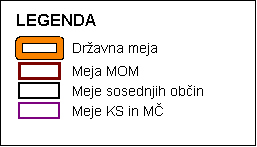 LEGENDA
Državna meja
Meja MOM
Meje sosednjih občin
Meje KS in MČ